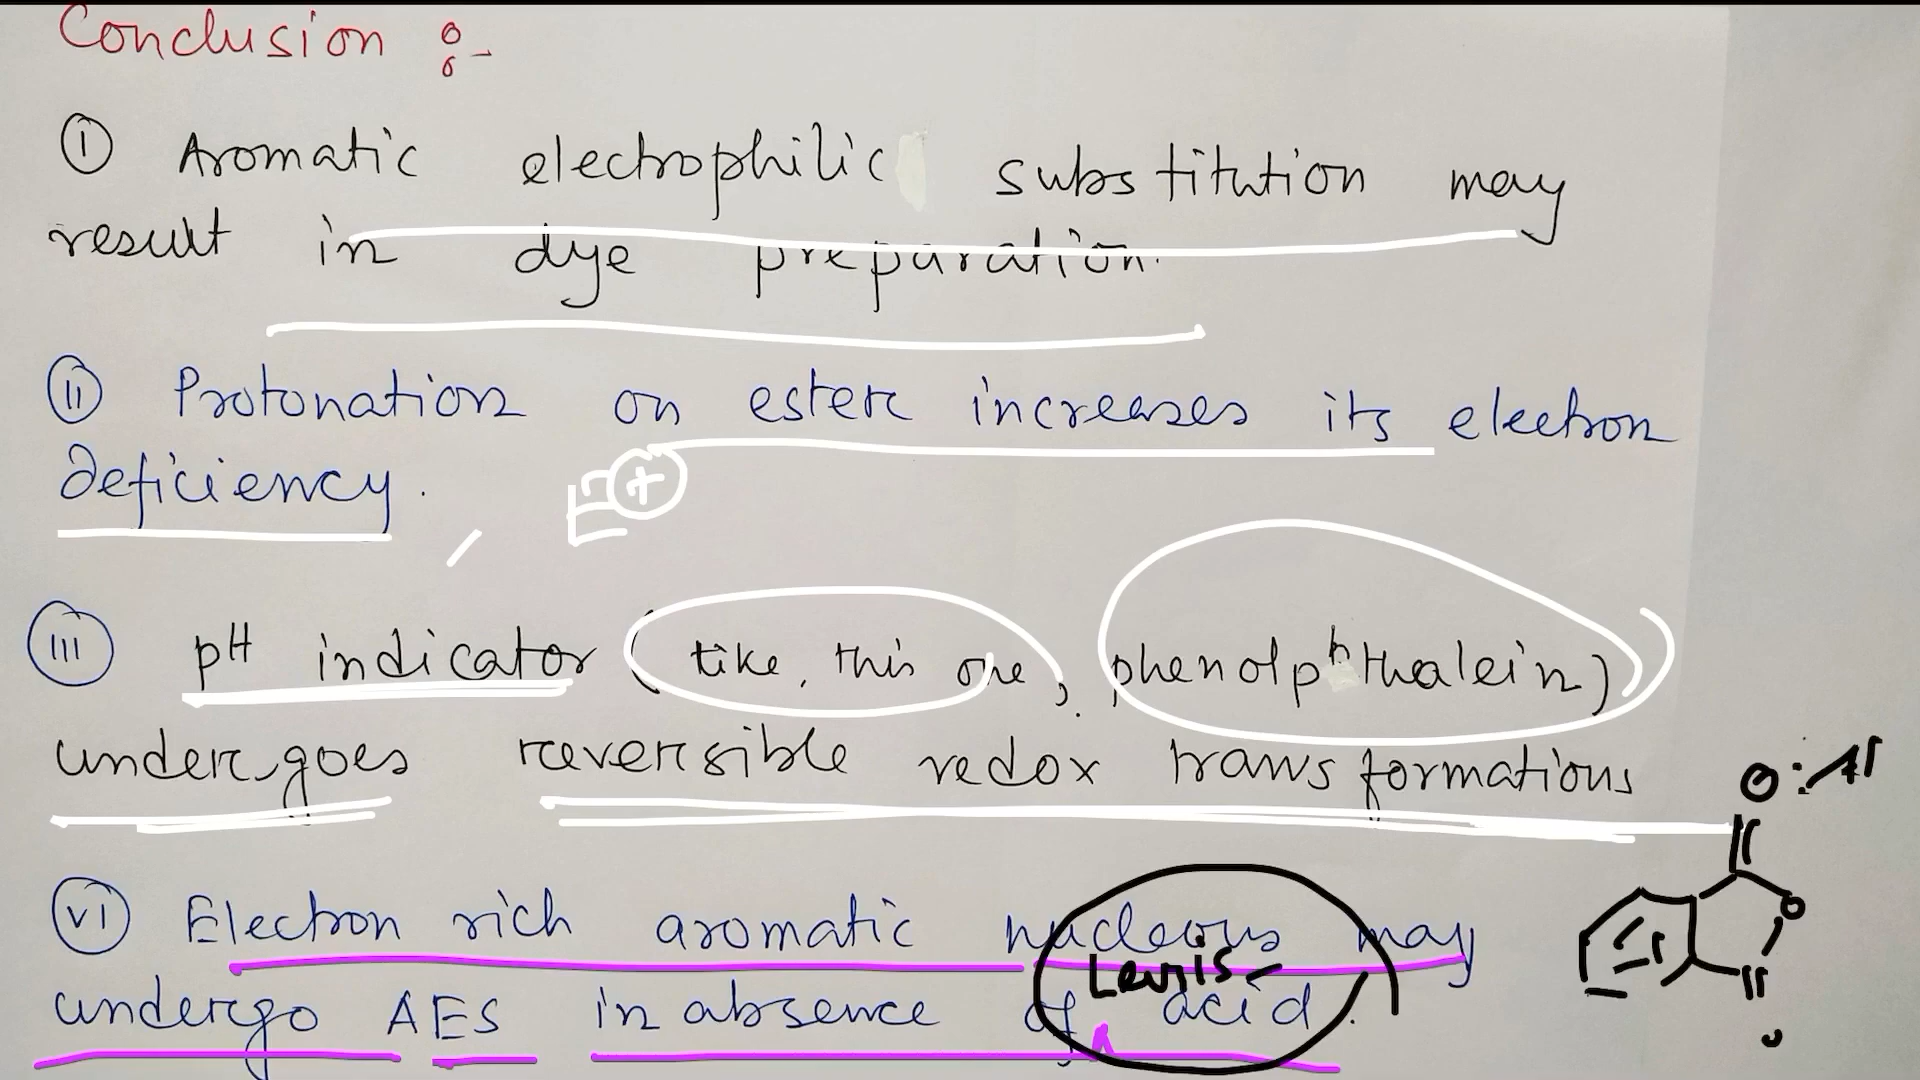 Conclusion :-
(i) Aromatic electrophilic substitution may
result in dye preparation.
(ii) Protonation on ester increases its electron
deficiency.
E +
(iii) pH indicator (like, this one, phenolphthalein)
undergoes reversible redox transformations
O: Al
(vi) Electron rich aromatic nucleous may
O
Lewis
undergo AES in absence of ^ acid.